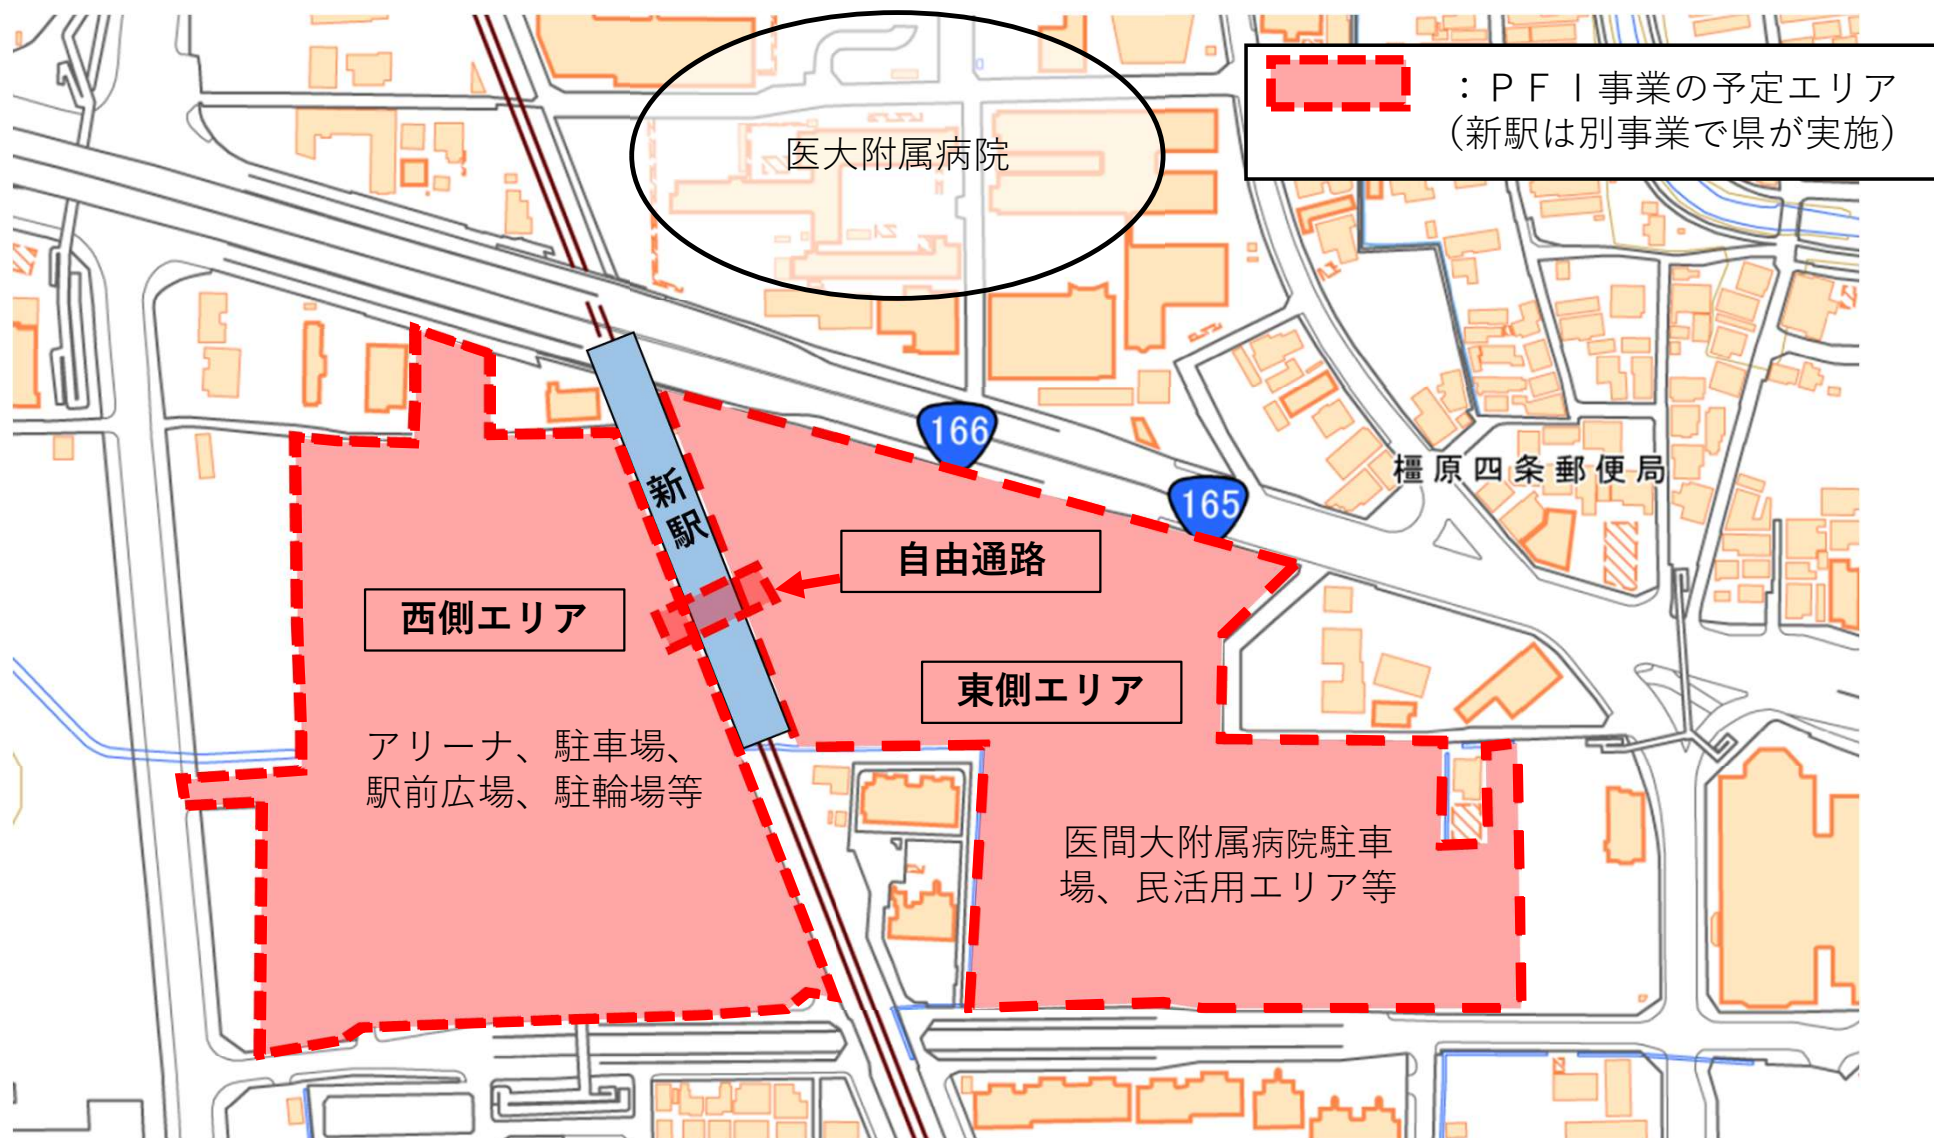 ：ＰＦＩ事業の予定エリア
（新駅は別事業で県が実施）
医大附属病院
166
165
橿原四条郵便局
新駅
自由通路
西側エリア
東側エリア
アリーナ、駐車場、
駅前広場、駐輪場等
医間大附属病院駐車
場、民活用エリア等